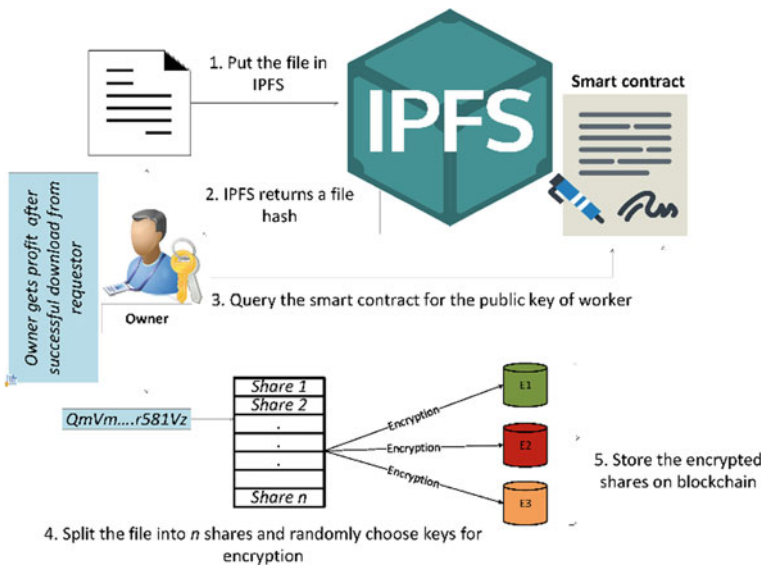 1. Put the file in
IPFS
IPFS
Smart contract
2. IPFS returns a file
hash
Owner gets profit after
successful download from
requestor
Owner
3. Query the smart contract for the public key of worker
QmVm....r581Vz
Share 1
Share 2
.
.
.
Share n
Encryption
Encryption
Encryption
E1
E2
E3
5. Store the encrypted
shares on blockchain
4. Split the file into n shares and randomly choose keys for
encryption